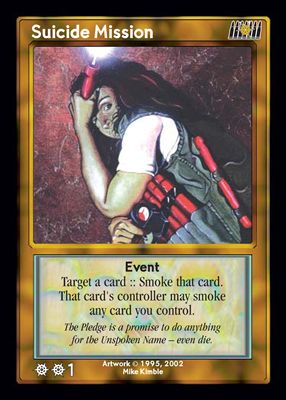 Suicide Mission
Event
Target a card :: Smoke that card.
That card's controller may smoke
any card you control.
The Pledge is a promise to do anything
for the Unspoken Name – even die.
Artwork © 1995, 2002
Mike Kimble
1